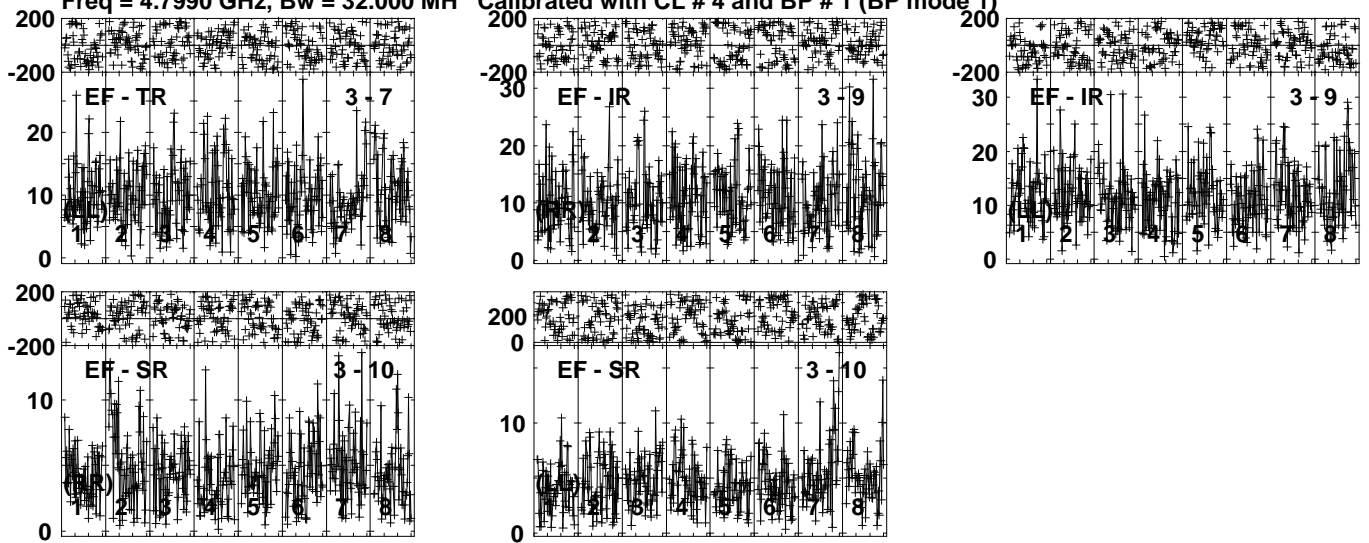 Freq = 4.7990 GHz, Bw = 32.000 MH Calibrated with CL # 4 and BP # 1 (BP mode 1)
200
-200
EF - TR 3 - 7
20
10
0
(LL)
1 2 3 4 5 6 7 8
200
-200
30
EF - IR 3 - 9
20
10
0
(RR)
1 2 3 4 5 6 7 8
200
-200
30
EF - IR 3 - 9
20
10
0
(LL)
1 2 3 4 5 6 7 8
200
-200
EF - SR 3 - 10
10
0
(RR)
1 2 3 4 5 6 7 8
200
0
EF - SR 3 - 10
10
0
(LL)
1 2 3 4 5 6 7 8